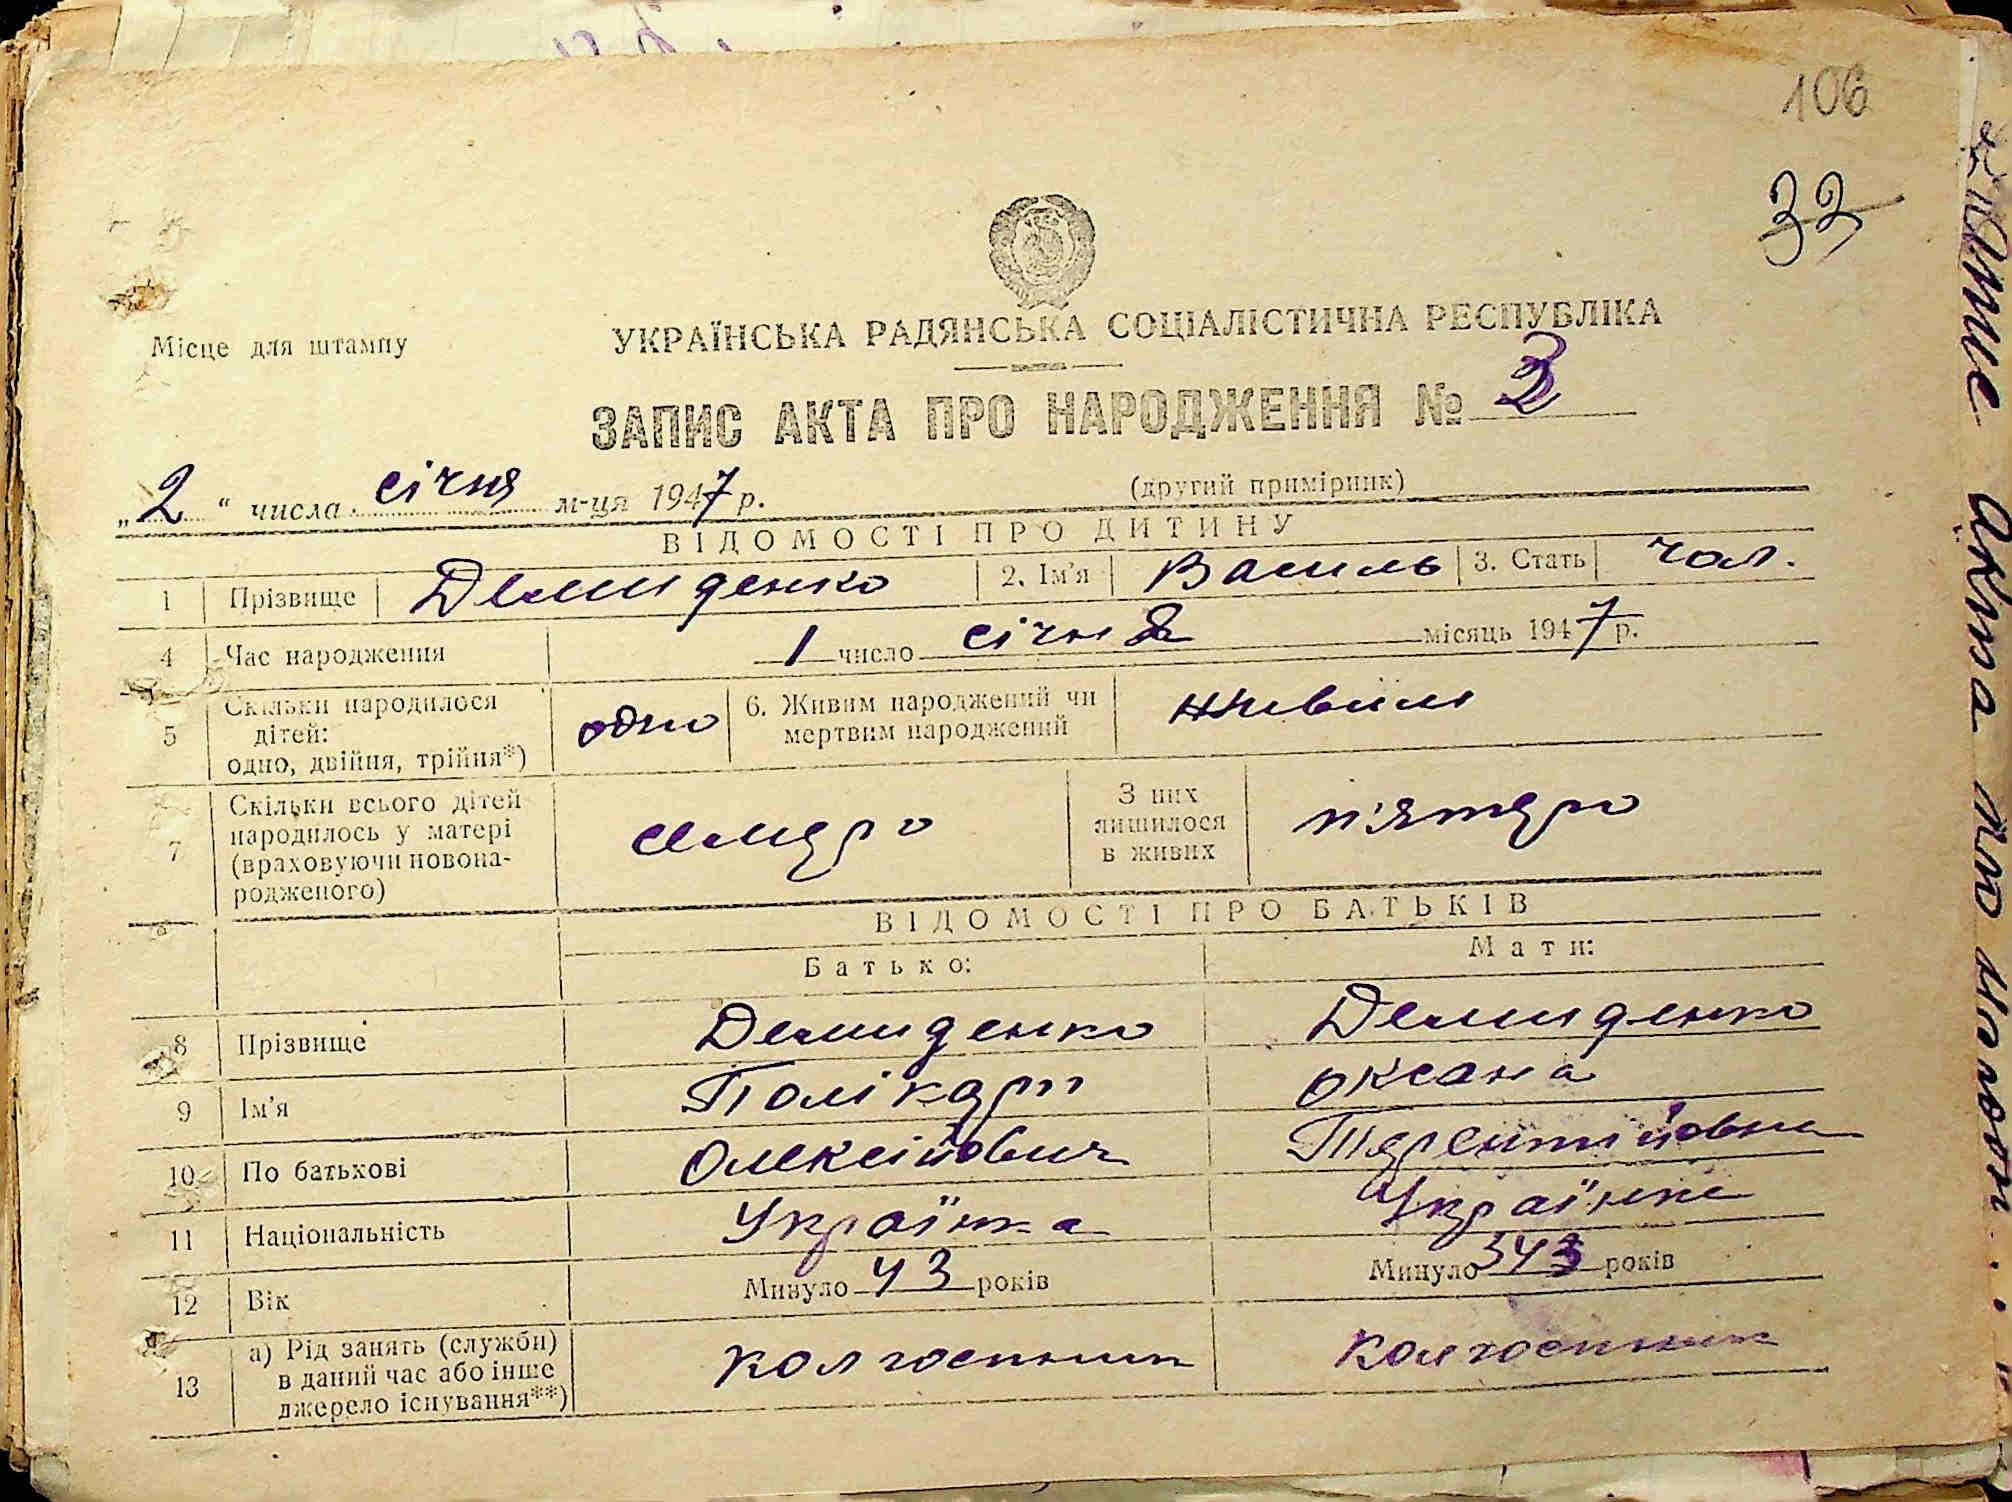 106
32
Місце для штампу
УКРАЇНСЬКА РАДЯНСЬКА СОЦІАЛІСТИЧНА РЕСПУБЛІКА
ЗАПИС АКТА ПРО НАРОДЖЕННЯ № 3
„2“ числа січня м-ця 1947 р.
(другий примірник)
ВІДОМОСТІ ПРО ДИТИНУ
1 Прізвище Демиденко 2. Ім'я Василь 3. Стать чол.
4 Час народження 1 число січня місяць 1947 р.
5 Скільки народилося дітей: одно, двійня, трійня*) одно 6. Живим народжений чи мертвим народжений живим
7 Скільки всього дітей народилось у матері (враховуючи новонародженого) семеро З них лишилося в живих п'ятеро
ВІДОМОСТІ ПРО БАТЬКІВ
Батько: Мати:
8 Прізвище Демиденко Демиденко
9 Ім'я Полікарп Оксана
10 По батькові Олексійович Терентіївна
11 Національність Українка Українка
12 Вік Минуло 43 років Минуло 43 років
13 а) Рід занять (служби) в даний час або інше джерело існування**) колгоспник колгоспник